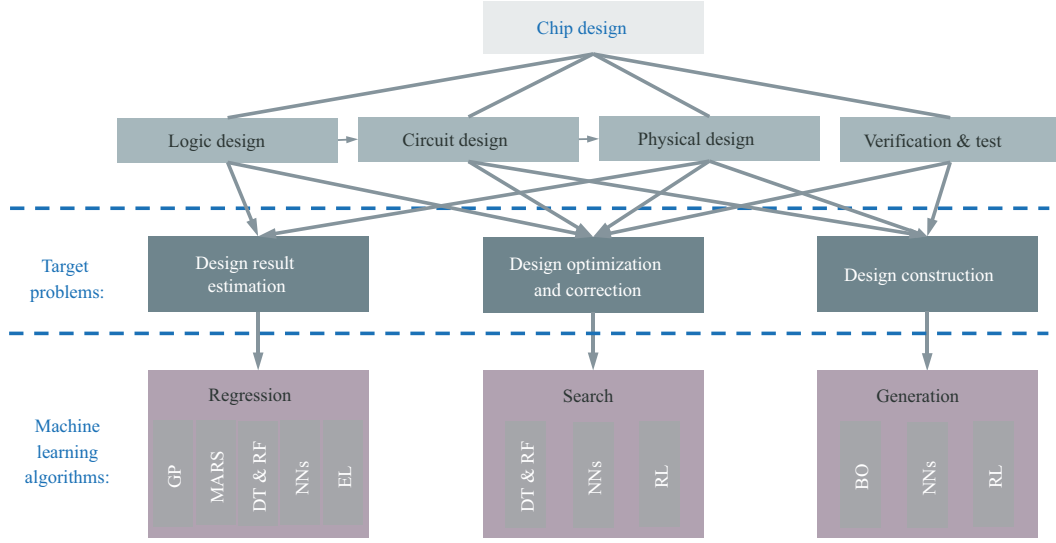 Chip design
Logic design
Circuit design
Physical design
Verification & test
Target
problems:
Design result
estimation
Design optimization
and correction
Design construction
Machine
learning
algorithms:
Regression
GP
MARS
DT & RF
NNs
EL
Search
DT & RF
NNs
RL
Generation
BO
NNs
RL